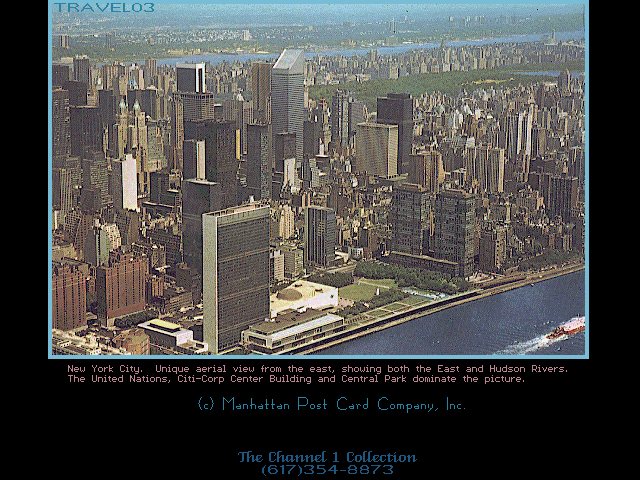 TRAVEL03
New York City.  Unique aerial view from the east, showing both the East and Hudson Rivers.
The United Nations, Citi-Corp Center Building and Central Park dominate the picture.
(c) Manhattan Post Card Company, Inc.
The Channel 1 Collection
(617)354-8873